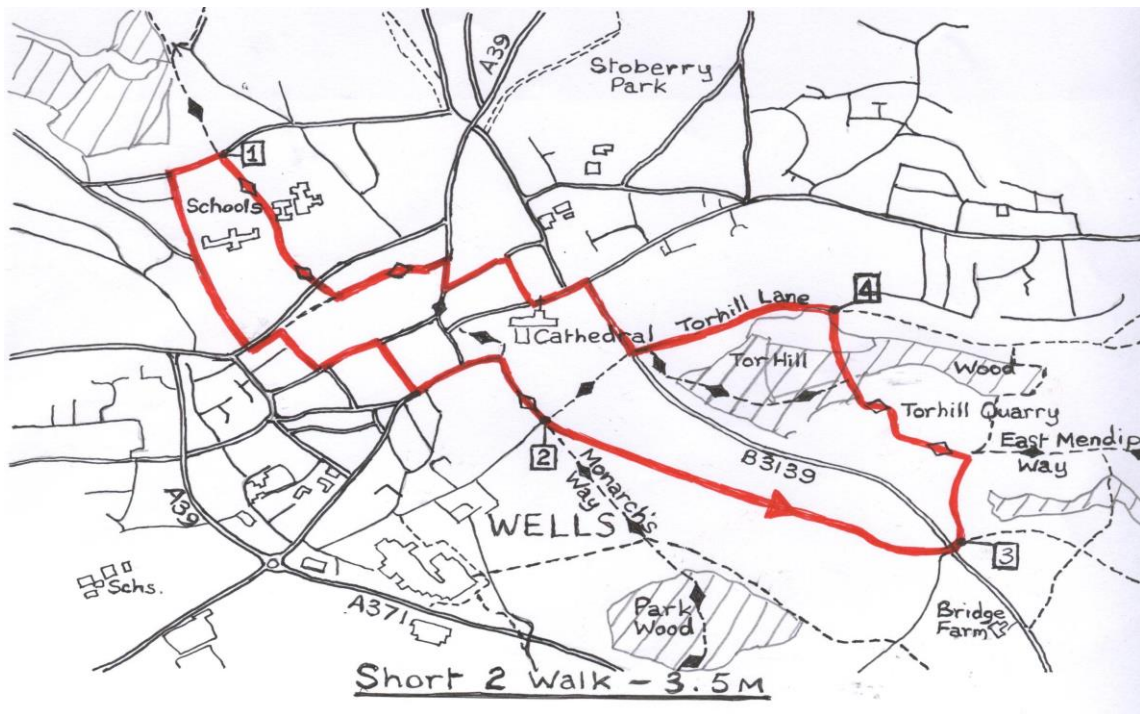 A39
Stoberry
Park
1
Schools
4
Torhill Lane
Cathedral
Tor Hill
Wood
Torhill Quarry
East Mendip
Way
2
B3139
Monarch's
Way
WELLS
A39
3
Schs.
A371
Park
Wood
Bridge
Farm
Short 2 Walk - 3.5M